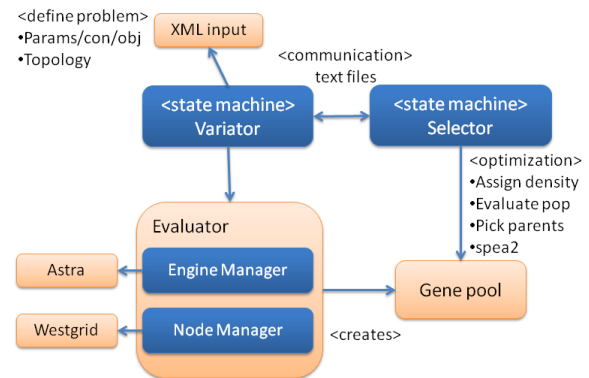 <define problem>
•Params/con/obj
•Topology
XML input
<communication>
text files
<state machine>
Variator
<state machine>
Selector
<optimization>
•Assign density
•Evaluate pop
•Pick parents
•spea2
Evaluator
Engine Manager
Node Manager
Astra
Westgrid
Gene pool
<creates>